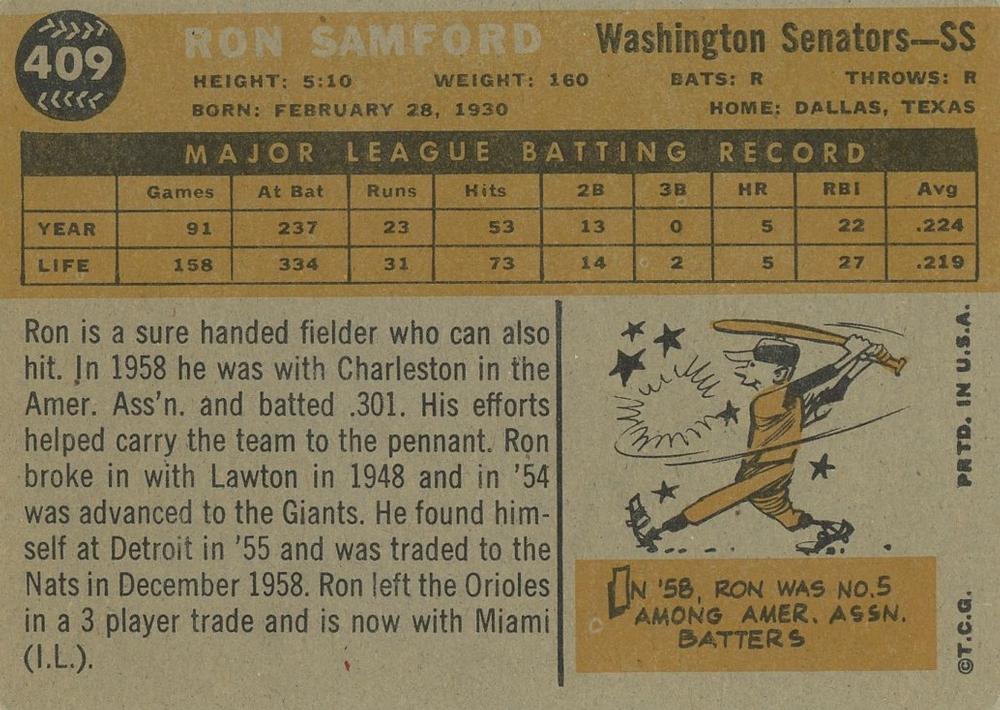 409
RON SAMFORD
Washington Senators—SS
HEIGHT: 5:10 WEIGHT: 160 BATS: R THROWS: R
BORN: FEBRUARY 28, 1930 HOME: DALLAS, TEXAS
MAJOR LEAGUE BATTING RECORD
Games At Bat Runs Hits 2B 3B HR RBI Avg
YEAR 91 237 23 53 13 0 5 22 .224
LIFE 158 334 31 73 14 2 5 27 .219
Ron is a sure handed fielder who can also
hit. In 1958 he was with Charleston in the
Amer. Ass'n. and batted .301. His efforts
helped carry the team to the pennant. Ron
broke in with Lawton in 1948 and in '54
was advanced to the Giants. He found him-
self at Detroit in '55 and was traded to the
Nats in December 1958. Ron left the Orioles
in a 3 player trade and is now with Miami
(I.L.).
IN '58, RON WAS NO.5
AMONG AMER. ASSN.
BATTERS
©T.C.G. PRTD. IN U.S.A.